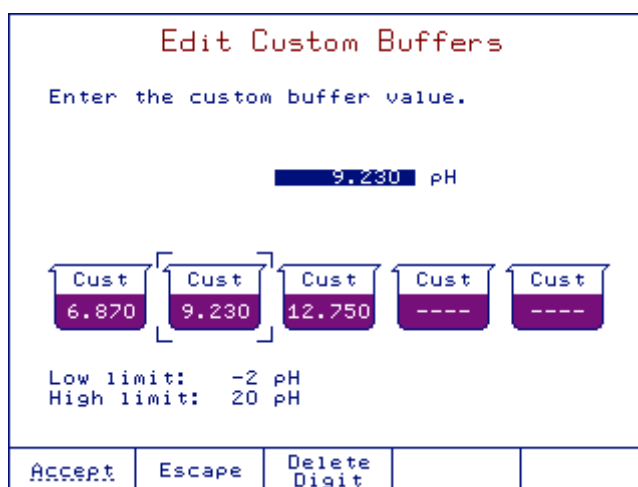 Edit Custom Buffers
Enter the custom buffer value.
9.230 pH
Cust Cust Cust Cust Cust
6.870 9.230 12.750 ---- ----
Low limit: -2 pH
High limit: 20 pH
Accept Escape Delete Digit